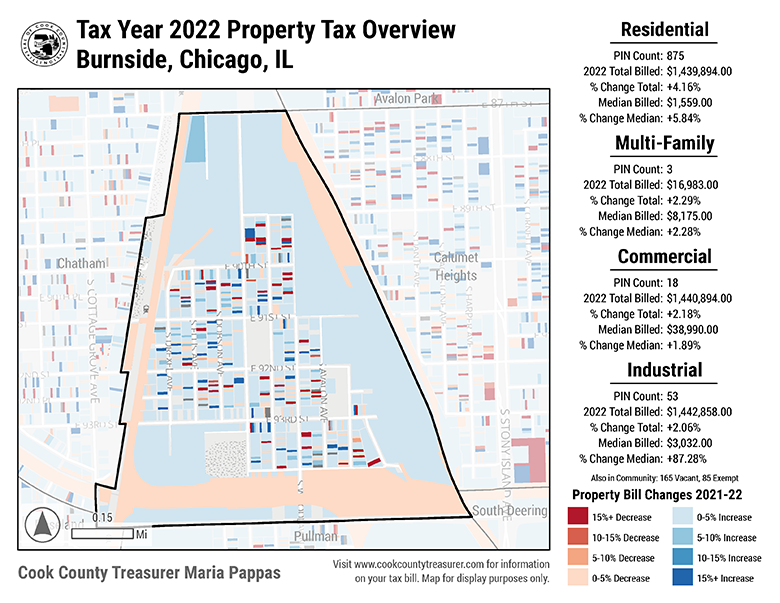 Tax Year 2022 Property Tax Overview
Burnside, Chicago, IL
Avalon Park
E 87TH ST
E 89TH ST
Chatham
Calumet
Heights
E 90TH ST
E 91ST ST
E 92ND ST
E 93RD ST
E 93RD ST
S COTTAGE GROVE AVE
S AVALON AVE
S STONY ISLAND AVE
South Deering
Pullman
0.15
Mi
Residential
PIN Count: 875
2022 Total Billed: $1,439,894.00
% Change Total: +4.16%
Median Billed: $1,559.00
% Change Median: +5.84%
Multi-Family
PIN Count: 3
2022 Total Billed: $16,983.00
% Change Total: +2.29%
Median Billed: $8,175.00
% Change Median: +2.28%
Commercial
PIN Count: 18
2022 Total Billed: $1,440,894.00
% Change Total: +2.18%
Median Billed: $38,990.00
% Change Median: +1.89%
Industrial
PIN Count: 53
2022 Total Billed: $1,442,858.00
% Change Total: +2.06%
Median Billed: $3,032.00
% Change Median: +87.28%
Also in Community: 165 Vacant, 85 Exempt
Property Bill Changes 2021-22
15%+ Decrease
0-5% Increase
10-15% Decrease
5-10% Increase
5-10% Decrease
10-15% Increase
0-5% Decrease
15%+ Increase
Cook County Treasurer Maria Pappas
Visit www.cookcountytreasurer.com for information
on your tax bill. Map for display purposes only.